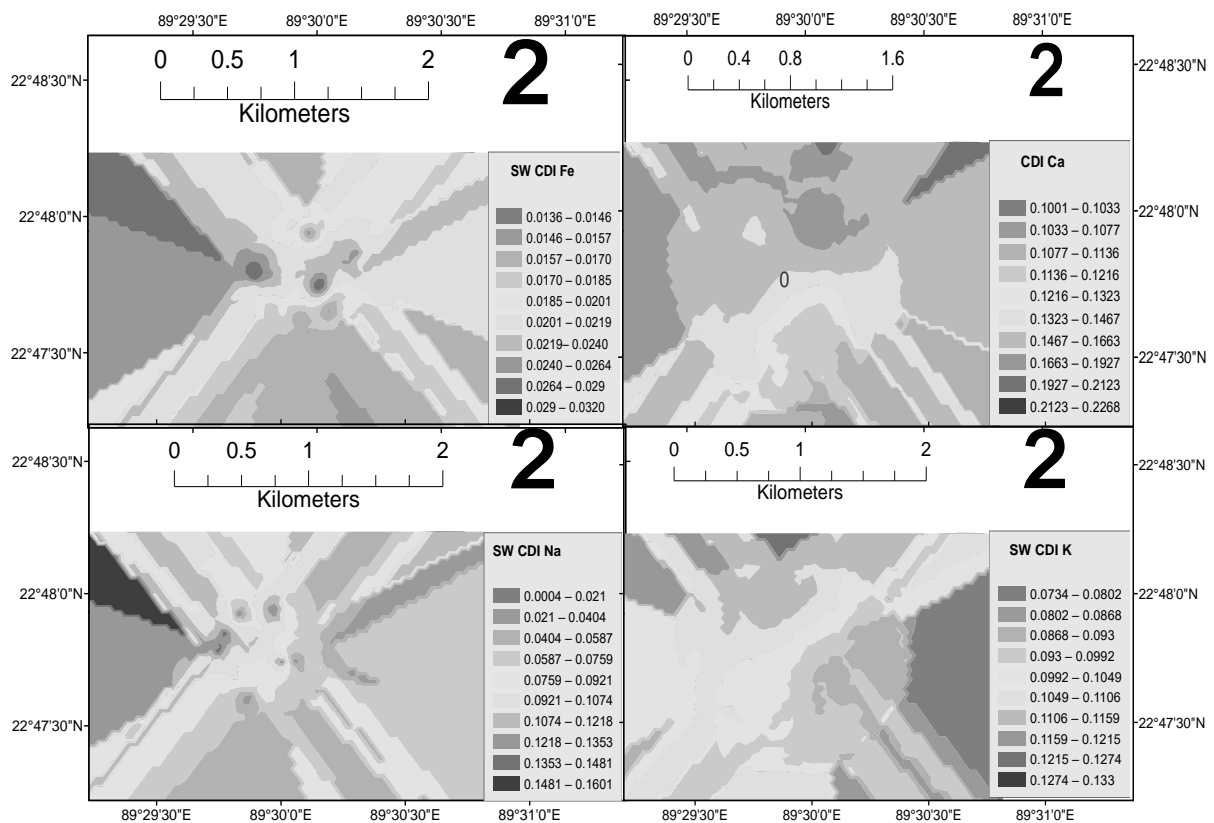 89°29'30"E 89°30'0"E 89°30'30"E 89°31'0"E
89°29'30"E 89°30'0"E 89°30'30"E 89°31'0"E
22°48'30"N
22°48'0"N
22°47'30"N
0 0.5 1 2
Kilometers
2
SW CDI Fe
0.0136 – 0.0146
0.0146 – 0.0157
0.0157 – 0.0170
0.0170 – 0.0185
0.0185 – 0.0201
0.0201 – 0.0219
0.0219– 0.0240
0.0240 – 0.0264
0.0264 – 0.029
0.029 – 0.0320
0 0.4 0.8 1.6
Kilometers
2
0
CDI Ca
0.1001 – 0.1033
0.1033 – 0.1077
0.1077 – 0.1136
0.1136 – 0.1216
0.1216 – 0.1323
0.1323 – 0.1467
0.1467 – 0.1663
0.1663 – 0.1927
0.1927 – 0.2123
0.2123 – 0.2268
22°48'30"N
22°48'0"N
22°47'30"N
22°48'30"N
22°48'0"N
22°47'30"N
0 0.5 1 2
Kilometers
2
SW CDI Na
0.0004 – 0.021
0.021 – 0.0404
0.0404 – 0.0587
0.0587 – 0.0759
0.0759 – 0.0921
0.0921 – 0.1074
0.1074 – 0.1218
0.1218 – 0.1353
0.1353 – 0.1481
0.1481 – 0.1601
0 0.5 1 2
Kilometers
2
SW CDI K
0.0734 – 0.0802
0.0802 – 0.0868
0.0868 – 0.093
0.093 – 0.0992
0.0992 – 0.1049
0.1049 – 0.1106
0.1106 – 0.1159
0.1159 – 0.1215
0.1215 – 0.1274
0.1274 – 0.133
22°48'30"N
22°48'0"N
22°47'30"N
89°29'30"E 89°30'0"E 89°30'30"E 89°31'0"E
89°29'30"E 89°30'0"E 89°30'30"E 89°31'0"E